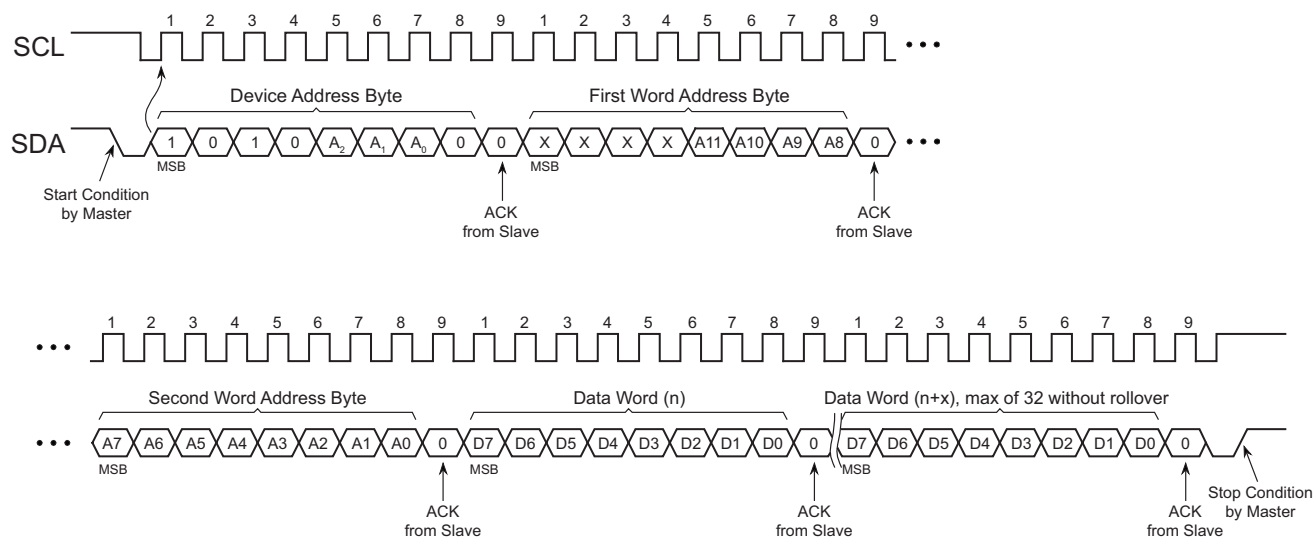 1 2 3 4 5 6 7 8 9 1 2 3 4 5 6 7 8 9
SCL
Device Address Byte First Word Address Byte
SDA 1 0 1 0 A2 A1 A0 0 0 X X X X A11 A10 A9 A8 0
MSB MSB
Start Condition
by Master
ACK
from Slave
ACK
from Slave
1 2 3 4 5 6 7 8 9 1 2 3 4 5 6 7 8 9 1 2 3 4 5 6 7 8 9
Second Word Address Byte Data Word (n) Data Word (n+x), max of 32 without rollover
A7 A6 A5 A4 A3 A2 A1 A0 0 D7 D6 D5 D4 D3 D2 D1 D0 0 D7 D6 D5 D4 D3 D2 D1 D0 0
MSB MSB MSB
ACK
from Slave
ACK
from Slave
ACK
from Slave
Stop Condition
by Master